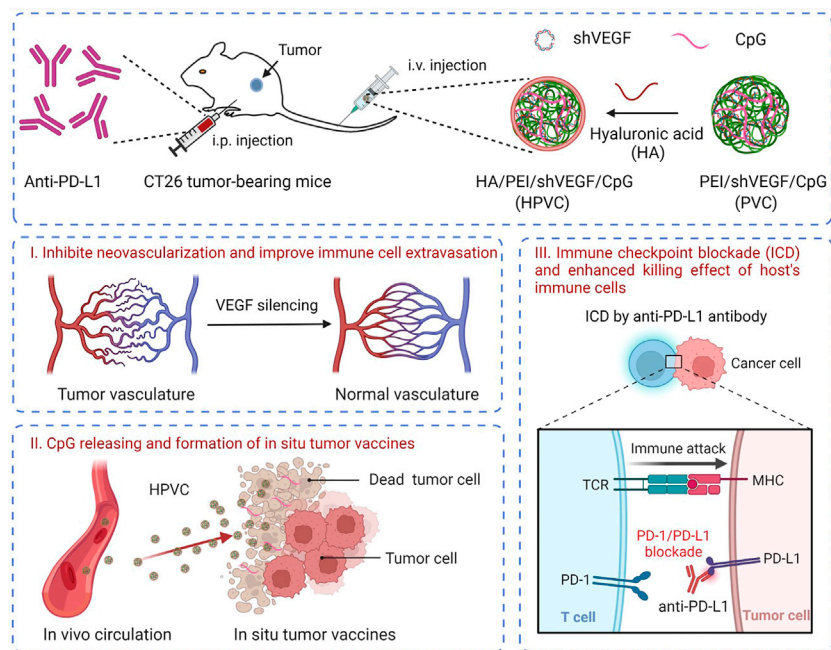 shVEGF
CpG
Tumor
i.v. injection
i.p. injection
Hyaluronic acid
(HA)
Anti-PD-L1
CT26 tumor-bearing mice
HA/PEI/shVEGF/CpG
(HPVC)
PEI/shVEGF/CpG
(PVC)
I. Inhibite neovascularization and improve immune cell extravasation
VEGF silencing
Tumor vasculature
Normal vasculature
II. CpG releasing and formation of in situ tumor vaccines
HPVC
Dead tumor cell
Tumor cell
In vivo circulation
In situ tumor vaccines
III. Immune checkpoint blockade (ICD)
and enhanced killing effect of host's
immune cells
ICD by anti-PD-L1 antibody
Cancer cell
Immune attack
TCR
MHC
PD-1/PD-L1
blockade
PD-1
PD-L1
anti-PD-L1
T cell
Tumor cell